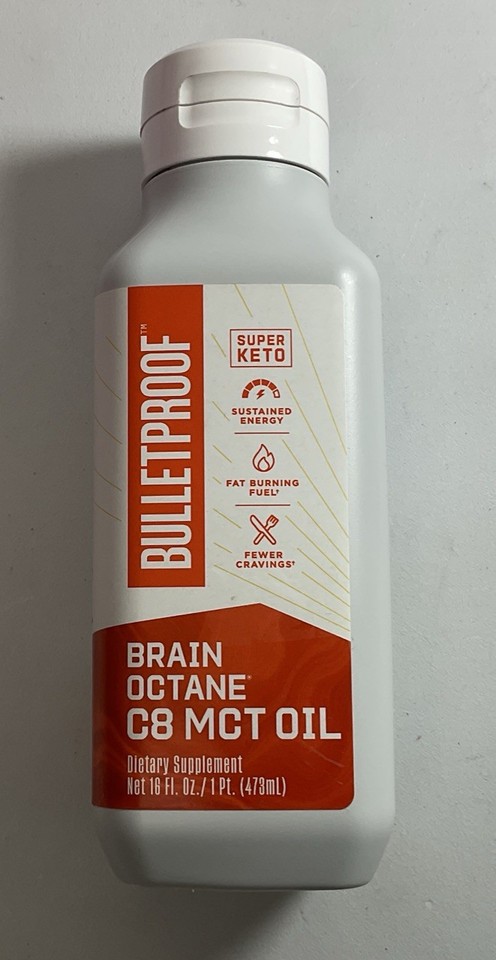 BULLETPROOF™
SUPER
KETO
SUSTAINED
ENERGY
FAT BURNING
FUEL†
FEWER
CRAVINGS†
BRAIN
OCTANE®
C8 MCT OIL
Dietary Supplement
Net 16 Fl. Oz./ 1 Pt. (473mL)